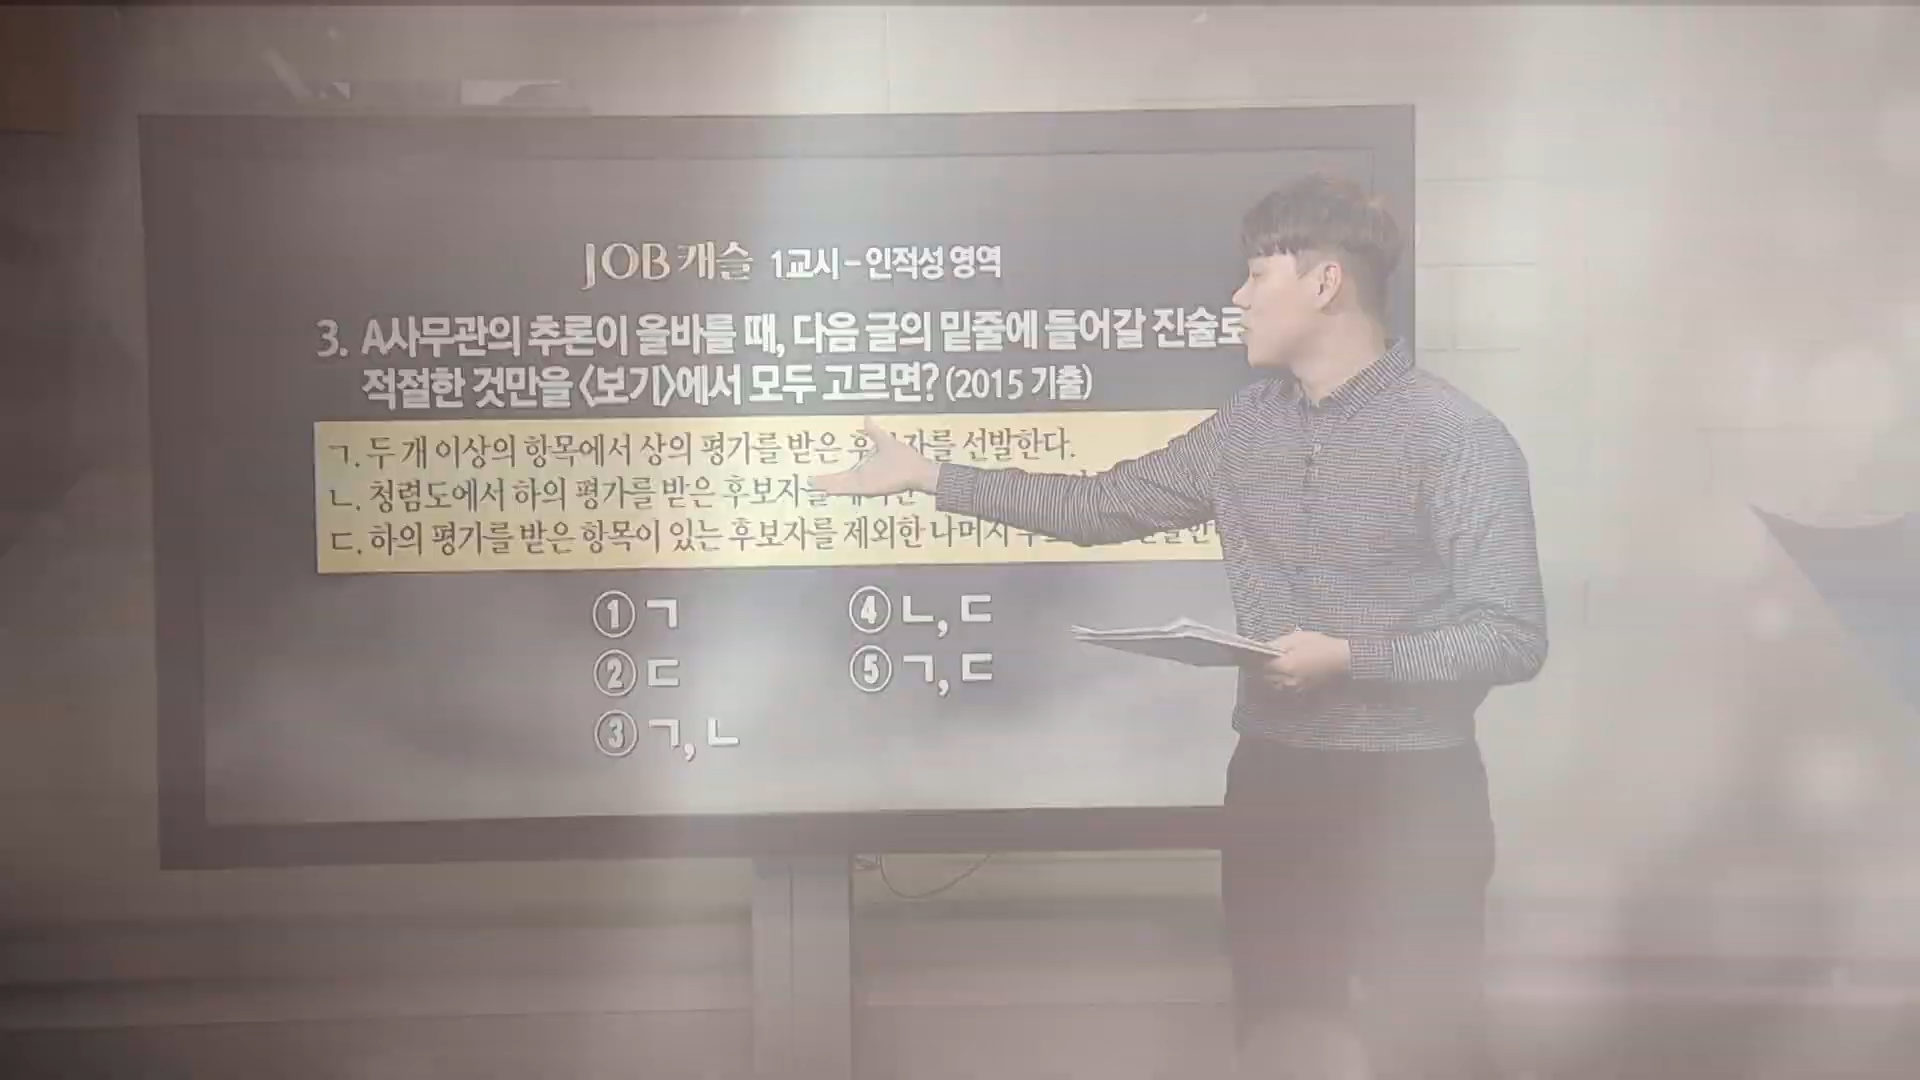 JOB캐슬 1교시 - 인적성 영역
3. A사무관의 추론이 올바를 때, 다음 글의 밑줄에 들어갈 진술로
적절한 것만을 <보기>에서 모두 고르면? (2015 기출)
ㄱ. 두 개 이상의 항목에서 상의 평가를 받은 후보자를 선발한다.
ㄴ. 청렴도에서 하의 평가를 받은 후보자를
ㄷ. 하의 평가를 받은 항목이 있는 후보자를 제외한 나머지
① ㄱ
② ㄷ
③ ㄱ, ㄴ
④ ㄴ, ㄷ
⑤ ㄱ, ㄷ